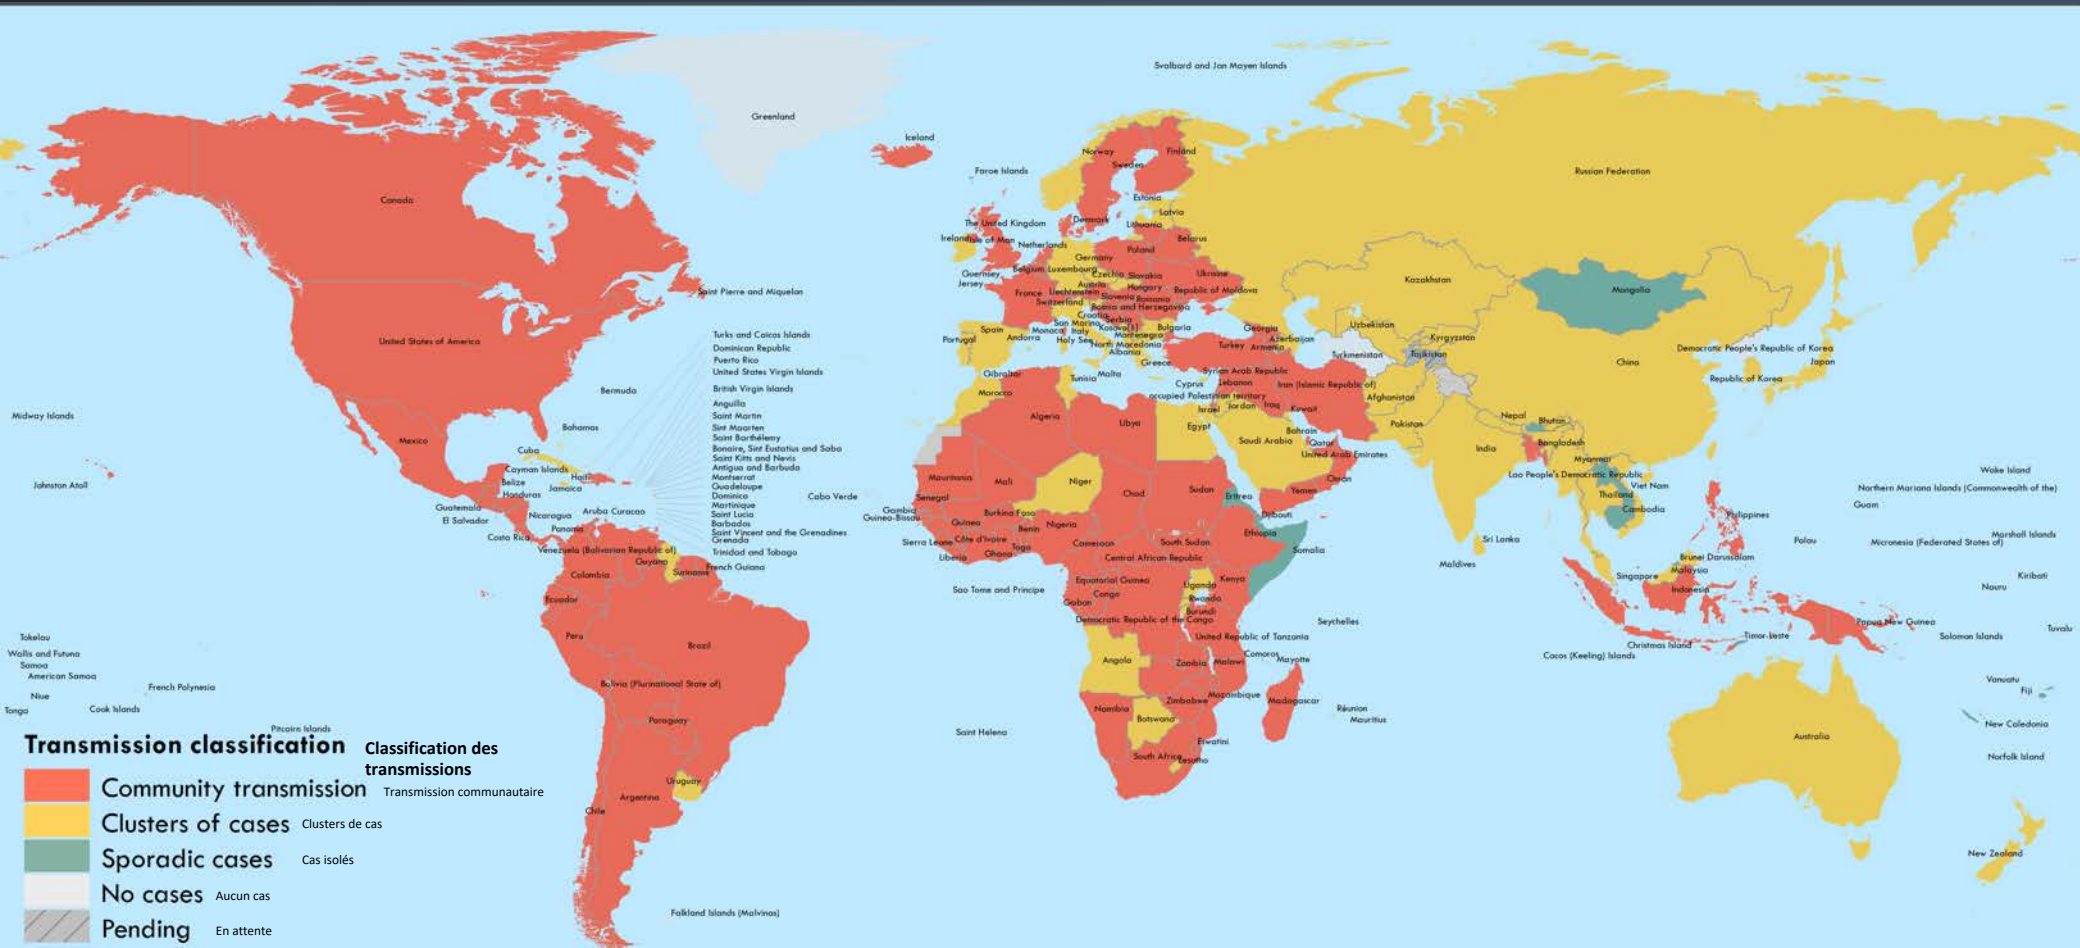 Svalbard and Jan Mayen Islands
Greenland
Iceland
Faroe Islands
Norway
Sweden
Finland
Russian Federation
Canada
Estonia
Latvia
Lithuania
Denmark
The United Kingdom
Ireland
Isle of Man
Netherlands
Belarus
Poland
Germany
Guernsey
Jersey
Belgium
Luxembourg
Czechia
Slovakia
Ukraine
Austria
Hungary
Republic of Moldova
France
Liechtenstein
Switzerland
Slovenia
Romania
Bosnia and Herzegovina
Croatia
Serbia
San Marino
Kosovo[1]
Bulgaria
Monaco
Italy
Montenegro
Andorra
Holy See
North Macedonia
Albania
Spain
Portugal
Greece
Georgia
Azerbaijan
Turkey
Armenia
Kazakhstan
Mongolia
Uzbekistan
Kyrgyzstan
Turkmenistan
Tajikistan
China
Democratic People's Republic of Korea
Japan
Republic of Korea
Saint Pierre and Miquelon
United States of America
Turks and Caicos Islands
Dominican Republic
Puerto Rico
United States Virgin Islands
British Virgin Islands
Anguilla
Saint Martin
Sint Maarten
Saint Barthélemy
Bonaire, Sint Eustatius and Saba
Saint Kitts and Nevis
Antigua and Barbuda
Montserrat
Guadeloupe
Dominica
Martinique
Saint Lucia
Barbados
Saint Vincent and the Grenadines
Grenada
Trinidad and Tobago
French Guiana
Bermuda
Bahamas
Midway Islands
Johnston Atoll
Mexico
Cuba
Cayman Islands
Haiti
Belize
Jamaica
Honduras
Guatemala
El Salvador
Nicaragua
Aruba
Curacao
Costa Rica
Panama
Venezuela (Bolivarian Republic of)
Guyana
Suriname
Colombia
Ecuador
Peru
Brazil
Bolivia (Plurinational State of)
Paraguay
Uruguay
Argentina
Chile
Falkland Islands (Malvinas)
Gibraltar
Tunisia
Malta
Morocco
Algeria
Libya
Egypt
Cyprus
Syrian Arab Republic
Lebanon
Iran (Islamic Republic of)
occupied Palestinian territory
Israel
Jordan
Iraq
Kuwait
Afghanistan
Pakistan
Saudi Arabia
Bahrain
Qatar
United Arab Emirates
Oman
Yemen
Nepal
Bhutan
India
Bangladesh
Myanmar
Lao People's Democratic Republic
Viet Nam
Thailand
Cambodia
Philippines
Sri Lanka
Maldives
Brunei Darussalam
Malaysia
Singapore
Indonesia
Cabo Verde
Mauritania
Senegal
Gambia
Guinea-Bissau
Mali
Niger
Chad
Sudan
Eritrea
Djibouti
Burkina Faso
Guinea
Benin
Nigeria
Sierra Leone
Côte d'Ivoire
Togo
Ghana
Liberia
Cameroon
South Sudan
Ethiopia
Somalia
Central African Republic
Sao Tome and Principe
Equatorial Guinea
Congo
Gabon
Uganda
Kenya
Rwanda
Burundi
Democratic Republic of the Congo
United Republic of Tanzania
Seychelles
Angola
Zambia
Malawi
Comoros
Mayotte
Mozambique
Zimbabwe
Madagascar
Namibia
Botswana
Réunion
Mauritius
Saint Helena
Eswatini
South Africa
Lesotho
Wake Island
Northern Mariana Islands (Commonwealth of the)
Guam
Palau
Marshall Islands
Micronesia (Federated States of)
Kiribati
Nauru
Papua New Guinea
Timor-Leste
Solomon Islands
Tuvalu
Christmas Island
Cocos (Keeling) Islands
Vanuatu
Fiji
New Caledonia
Norfolk Island
Australia
New Zealand
Tokelau
Wallis and Futuna
Samoa
American Samoa
Niue
Tonga
Cook Islands
French Polynesia
Pitcairn Islands
Transmission classification
Classification des
transmissions
Community transmission Transmission communautaire
Clusters of cases Clusters de cas
Sporadic cases Cas isolés
No cases Aucun cas
Pending En attente